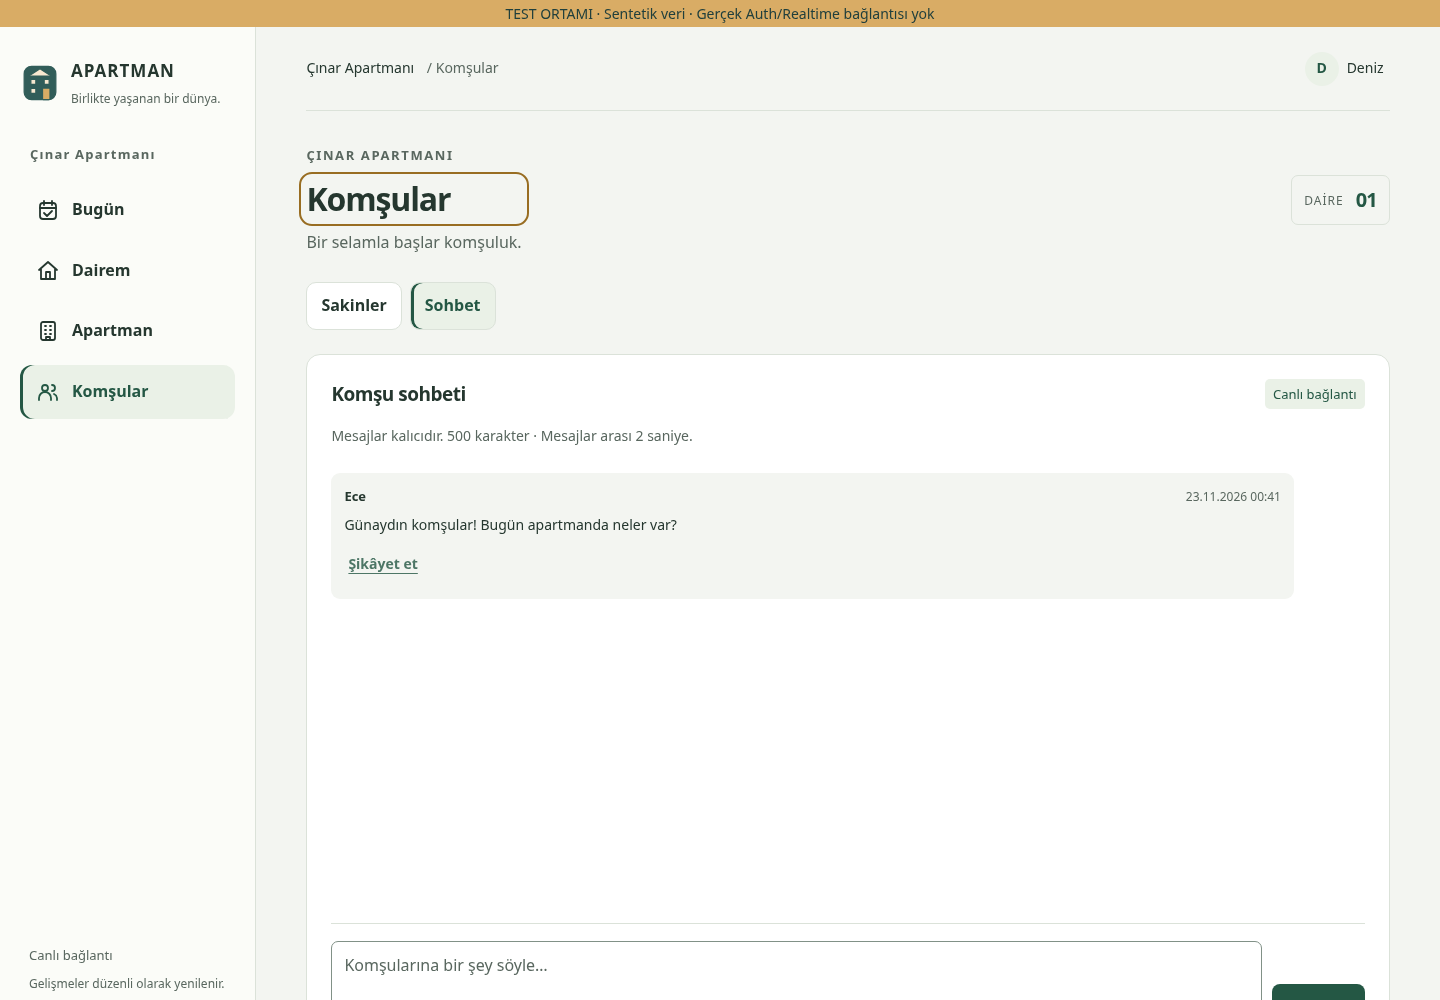 TEST ORTAMI · Sentetik veri · Gerçek Auth/Realtime bağlantısı yok
APARTMAN
Birlikte yaşanan bir dünya.
Çınar Apartmanı
Bugün
Dairem
Apartman
Komşular
Canlı bağlantı
Gelişmeler düzenli olarak yenilenir.
Çınar Apartmanı / Komşular
D Deniz
ÇINAR APARTMANI
Komşular
Bir selamla başlar komşuluk.
DAİRE 01
Sakinler Sohbet
Komşu sohbeti
Canlı bağlantı
Mesajlar kalıcıdır. 500 karakter · Mesajlar arası 2 saniye.
Ece 23.11.2026 00:41
Günaydın komşular! Bugün apartmanda neler var?
Şikâyet et
Komşularına bir şey söyle…